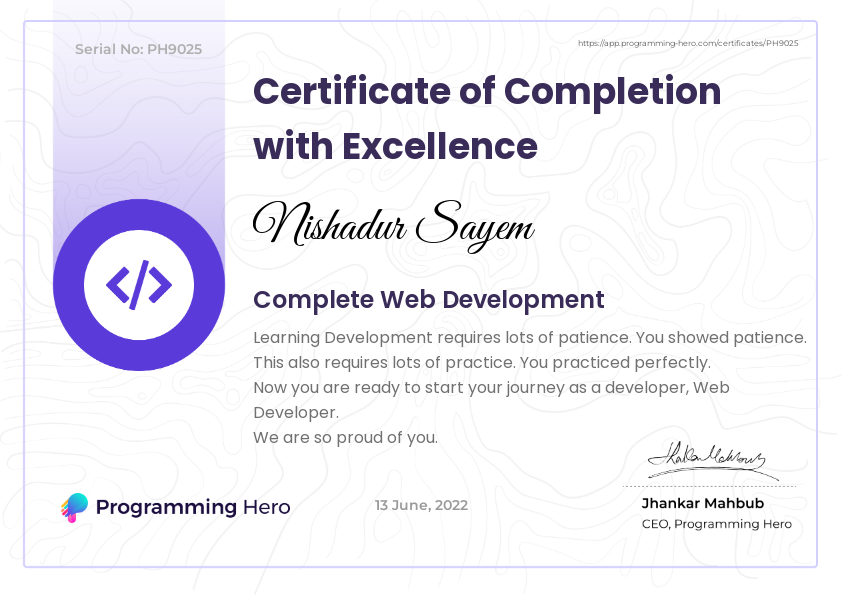 Serial No: PH9025
https://app.programming-hero.com/certificates/PH9025
Certificate of Completion
with Excellence
Nishadur Sayem
</>
Complete Web Development
Learning Development requires lots of patience. You showed patience.
This also requires lots of practice. You practiced perfectly.
Now you are ready to start your journey as a developer, Web
Developer.
We are so proud of you.
Programming Hero
13 June, 2022
Jhankar Mahbub
CEO, Programming Hero